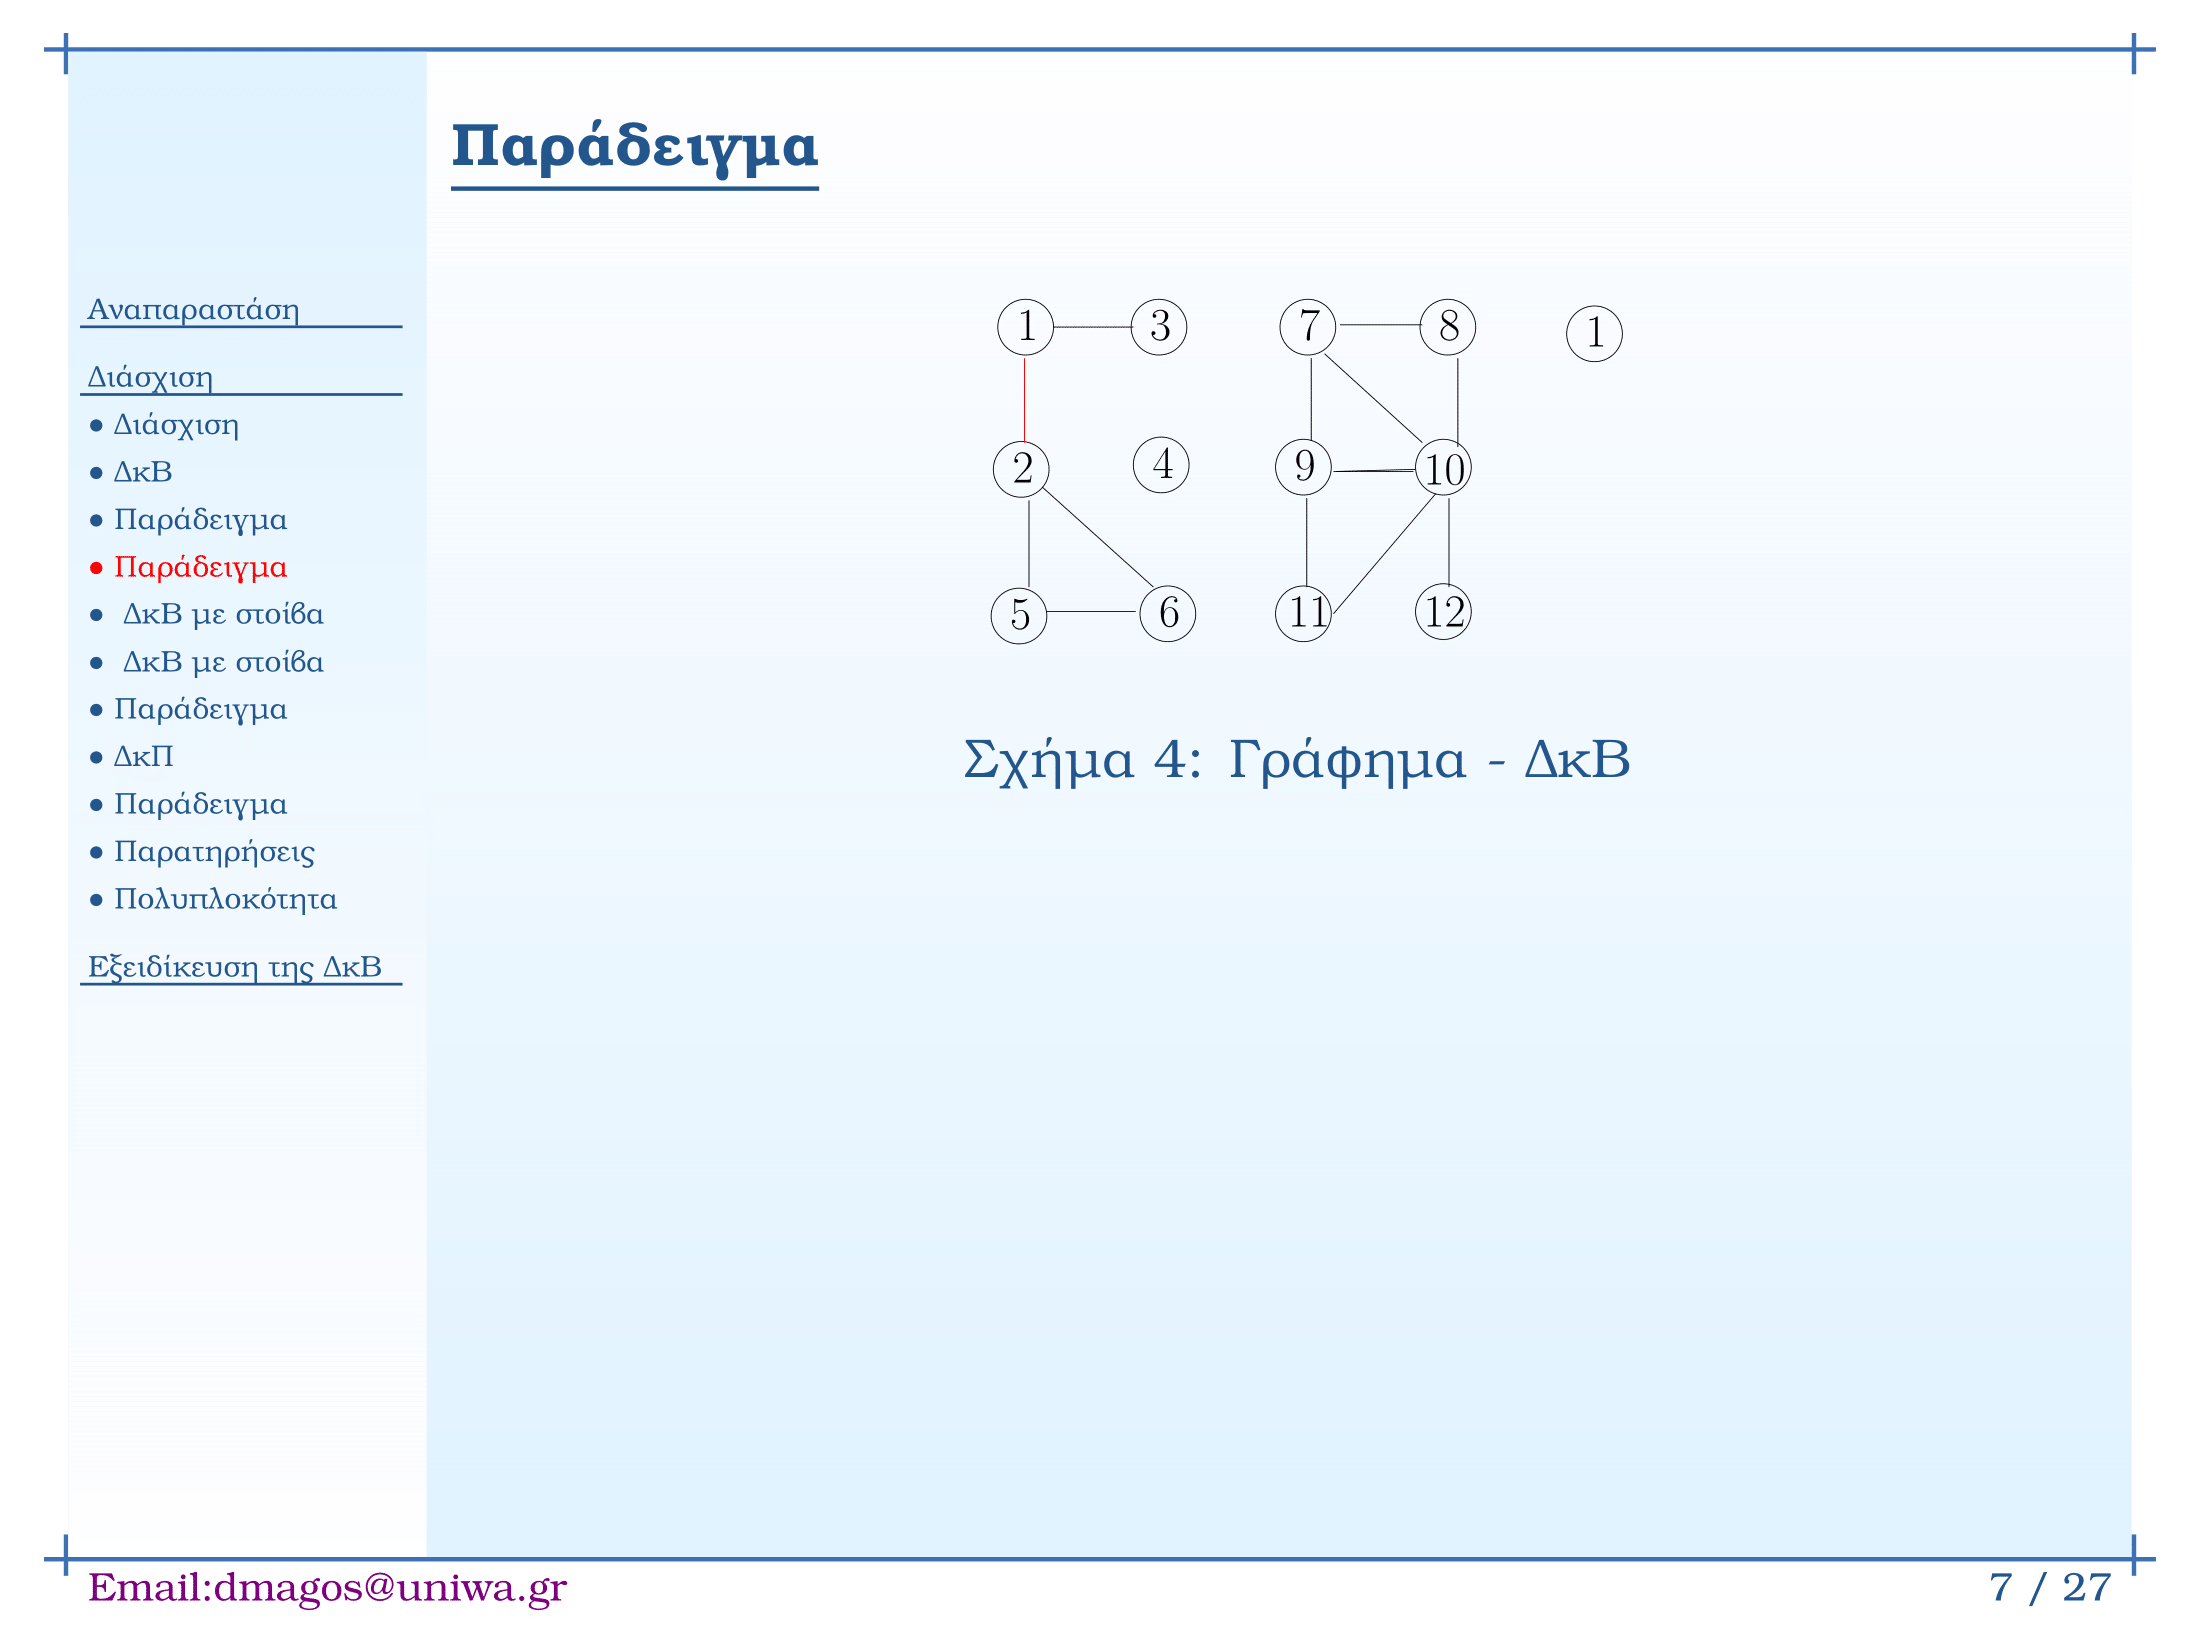 Παράδειγμα
Αναπαραστάση
Διάσχιση
• Διάσχιση
• ΔκΒ
• Παράδειγμα
• Παράδειγμα
• ΔκΒ με στοίβα
• ΔκΒ με στοίβα
• Παράδειγμα
• ΔκΠ
• Παράδειγμα
• Παρατηρήσεις
• Πολυπλοκότητα
Εξειδίκευση της ΔκΒ
1 3 7 8 1
2 4 9 10
5 6 11 12
Σχήμα 4: Γράφημα - ΔκΒ
Email:dmagos@uniwa.gr
7 / 27